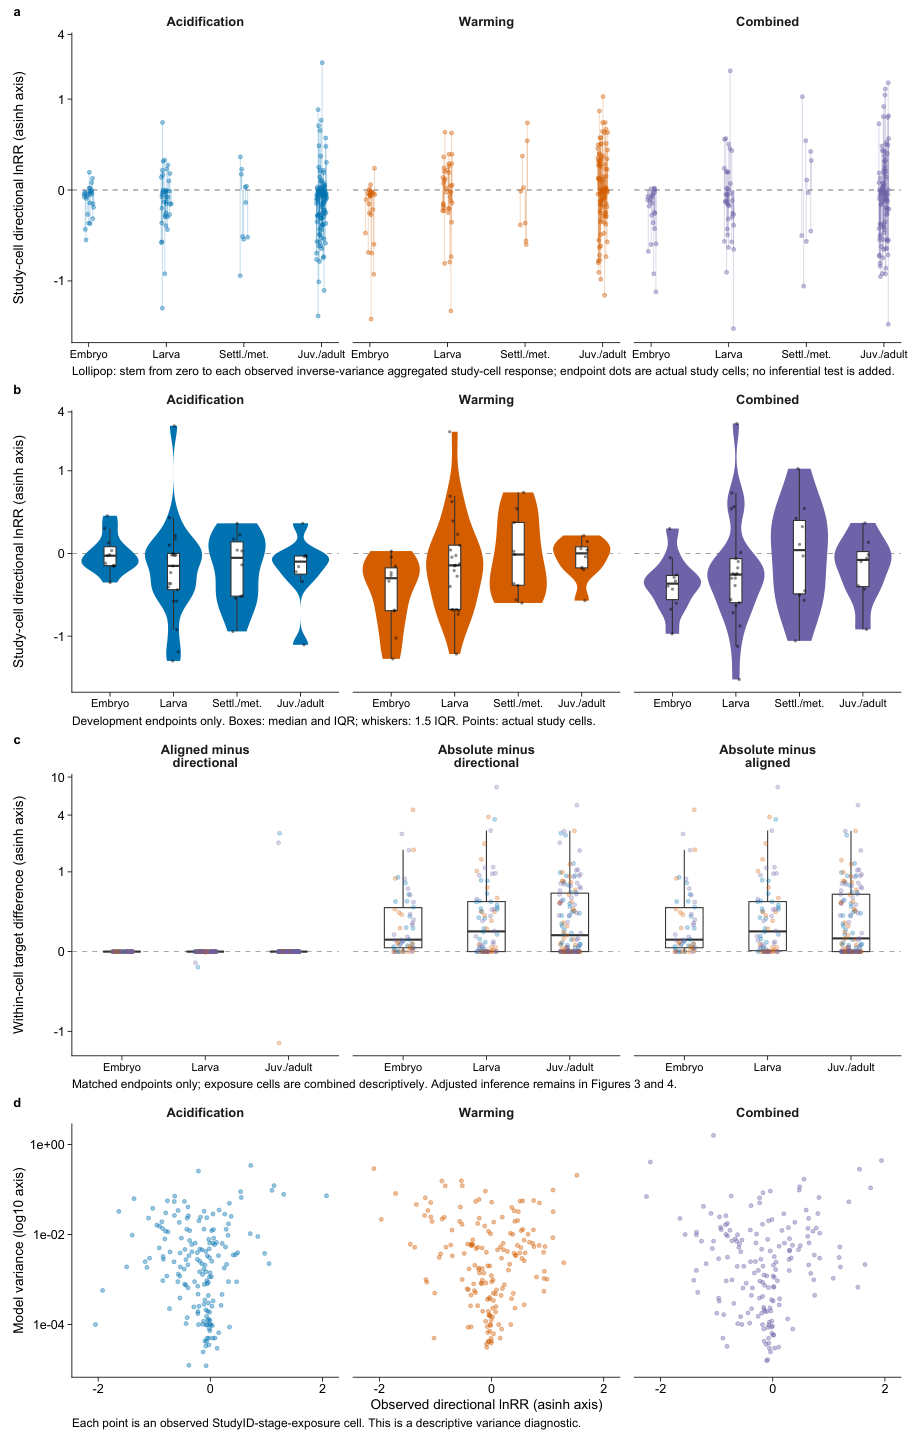 a
Acidification
Warming
Combined
Study-cell directional lnRR (asinh axis)
4
1
0
-1
Embryo
Larva
Settl./met.
Juv./adult
Embryo
Larva
Settl./met.
Juv./adult
Embryo
Larva
Settl./met.
Juv./adult
Lollipop: stem from zero to each observed inverse-variance aggregated study-cell response; endpoint dots are actual study cells; no inferential test is added.
b
Acidification
Warming
Combined
Study-cell directional lnRR (asinh axis)
4
1
0
-1
Embryo
Larva
Settl./met.
Juv./adult
Embryo
Larva
Settl./met.
Juv./adult
Embryo
Larva
Settl./met.
Juv./adult
Development endpoints only. Boxes: median and IQR; whiskers: 1.5 IQR. Points: actual study cells.
c
Aligned minus
directional
Absolute minus
directional
Absolute minus
aligned
Within-cell target difference (asinh axis)
10
4
1
0
-1
Embryo
Larva
Juv./adult
Embryo
Larva
Juv./adult
Embryo
Larva
Juv./adult
Matched endpoints only; exposure cells are combined descriptively. Adjusted inference remains in Figures 3 and 4.
d
Acidification
Warming
Combined
Model variance (log10 axis)
1e+00
1e-02
1e-04
-2
0
2
-2
0
2
-2
0
2
Observed directional lnRR (asinh axis)
Each point is an observed StudyID-stage-exposure cell. This is a descriptive variance diagnostic.